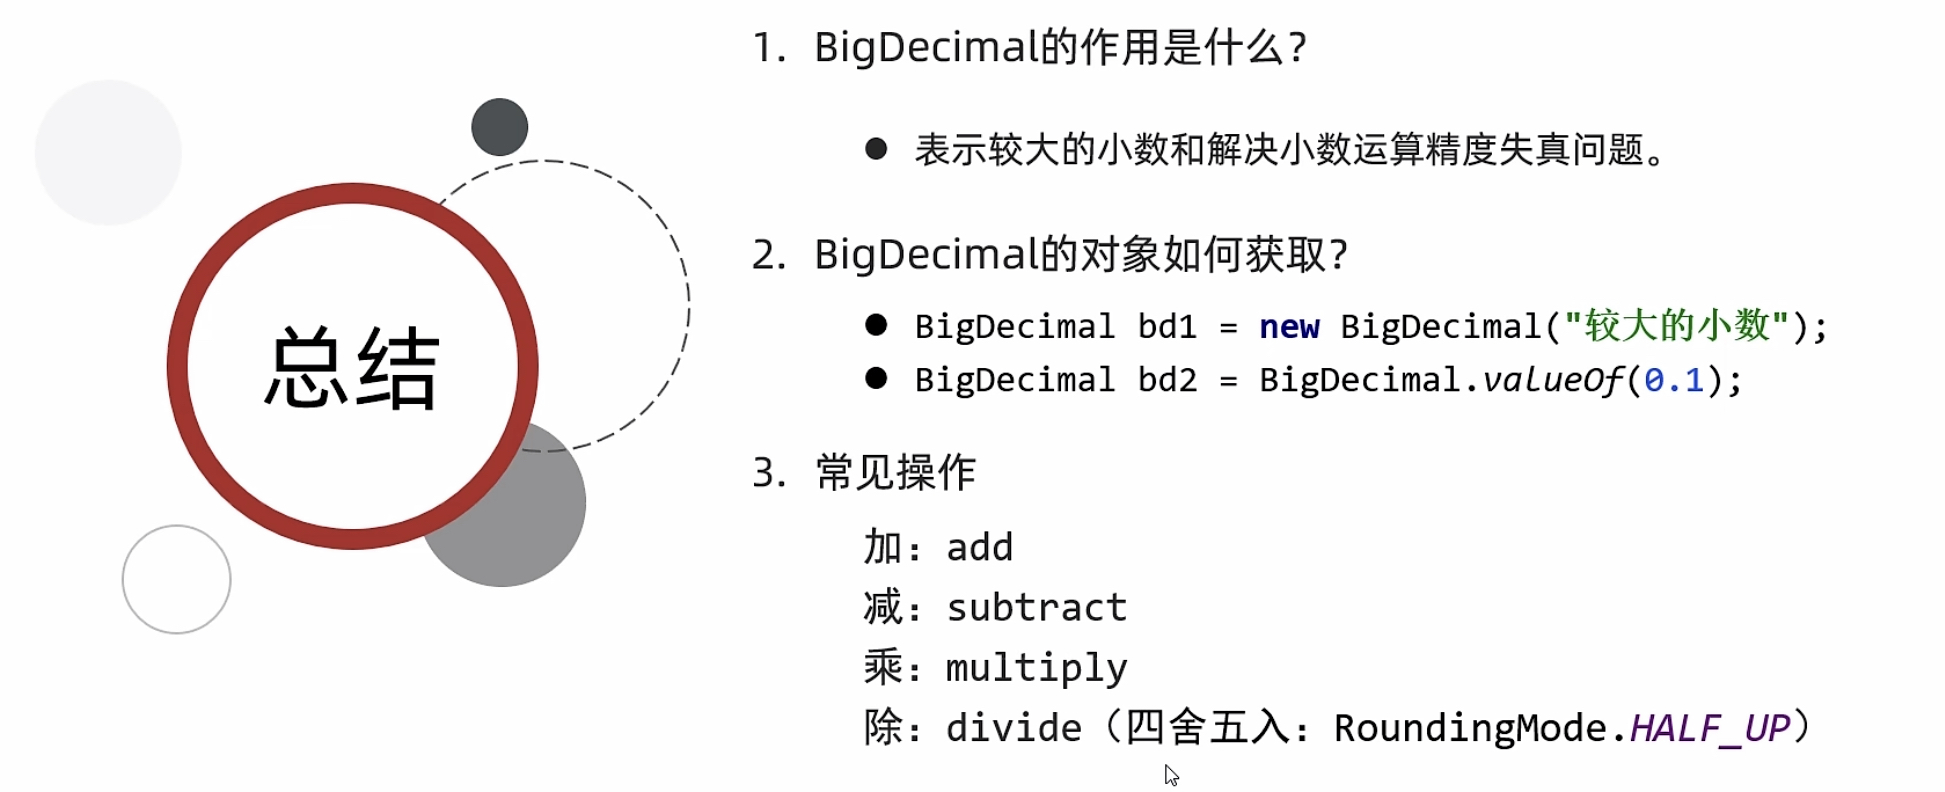 总结
1. BigDecimal的作用是什么?
● 表示较大的小数和解决小数运算精度失真问题。
2. BigDecimal的对象如何获取?
● BigDecimal bd1 = new BigDecimal("较大的小数");
● BigDecimal bd2 = BigDecimal.valueOf(0.1);
3. 常见操作
加：add
减：subtract
乘：multiply
除：divide（四舍五入：RoundingMode.HALF_UP）